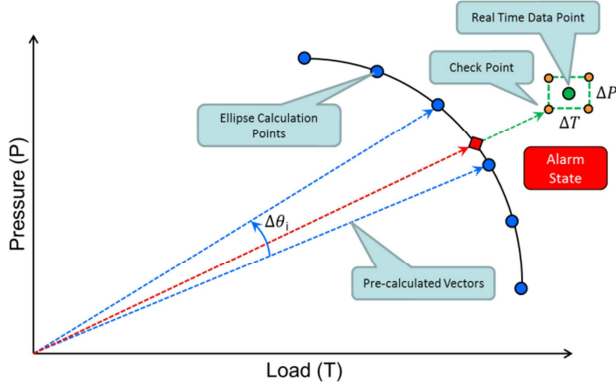 Real Time Data Point
Check Point
ΔP
ΔT
Ellipse Calculation
Points
Alarm
State
Δθi
Pre-calculated Vectors
Pressure (P)
Load (T)